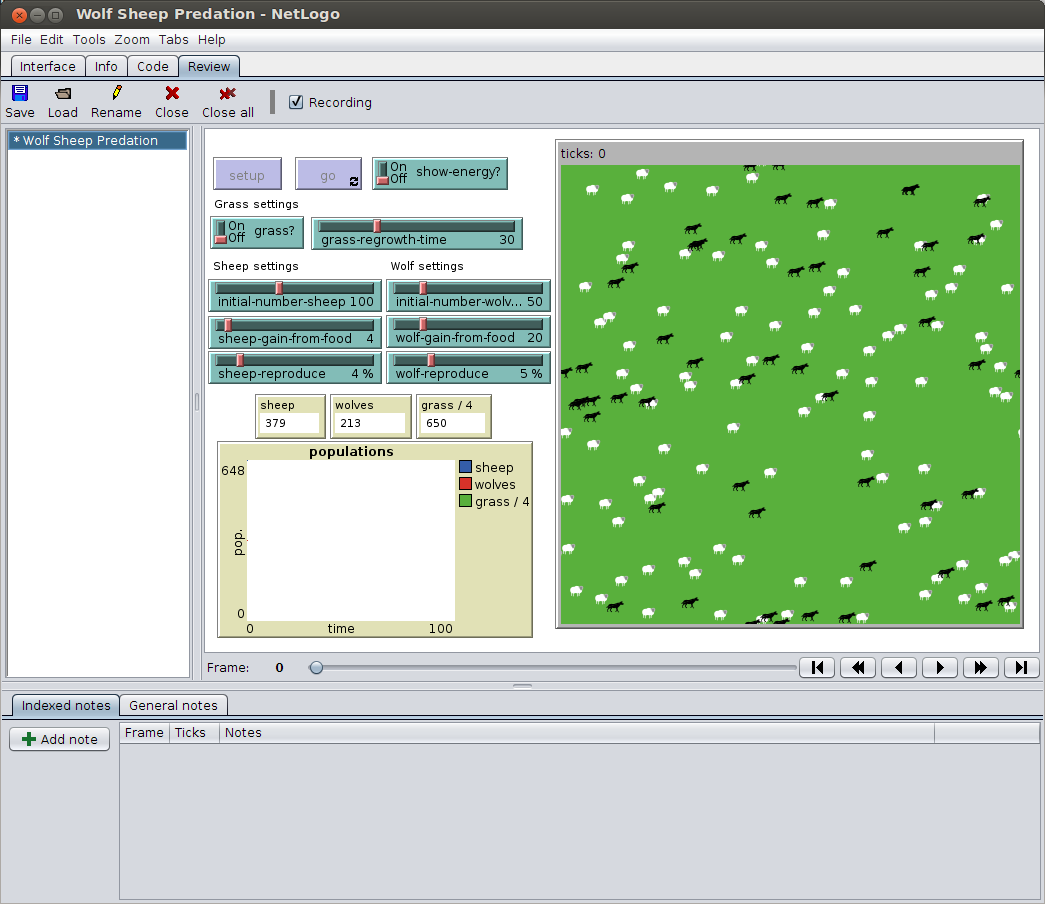 Wolf Sheep Predation - NetLogo
File Edit Tools Zoom Tabs Help
Interface Info Code Review
Save Load Rename Close Close all Recording
* Wolf Sheep Predation
setup go On Off show-energy?
Grass settings
On Off grass? grass-regrowth-time 30
Sheep settings Wolf settings
initial-number-sheep 100 initial-number-wolv... 50
sheep-gain-from-food 4 wolf-gain-from-food 20
sheep-reproduce 4 % wolf-reproduce 5 %
sheep wolves grass / 4
379 213 650
populations
648
pop.
0
0 time 100
sheep
wolves
grass / 4
ticks: 0
Frame: 0
Indexed notes General notes
Add note Frame Ticks Notes